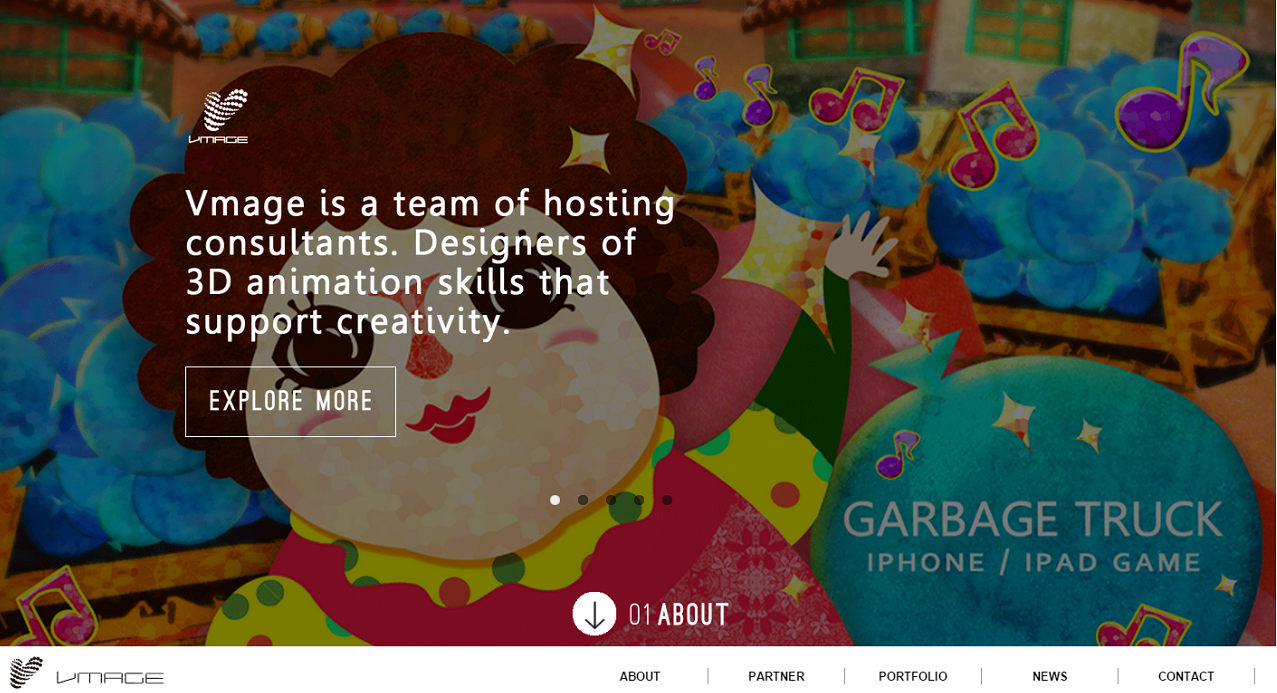 VMAGE
Vmage is a team of hosting
consultants. Designers of
3D animation skills that
support creativity.
EXPLORE MORE
GARBAGE TRUCK
IPHONE / IPAD GAME
01 ABOUT
VMAGE
ABOUT
PARTNER
PORTFOLIO
NEWS
CONTACT